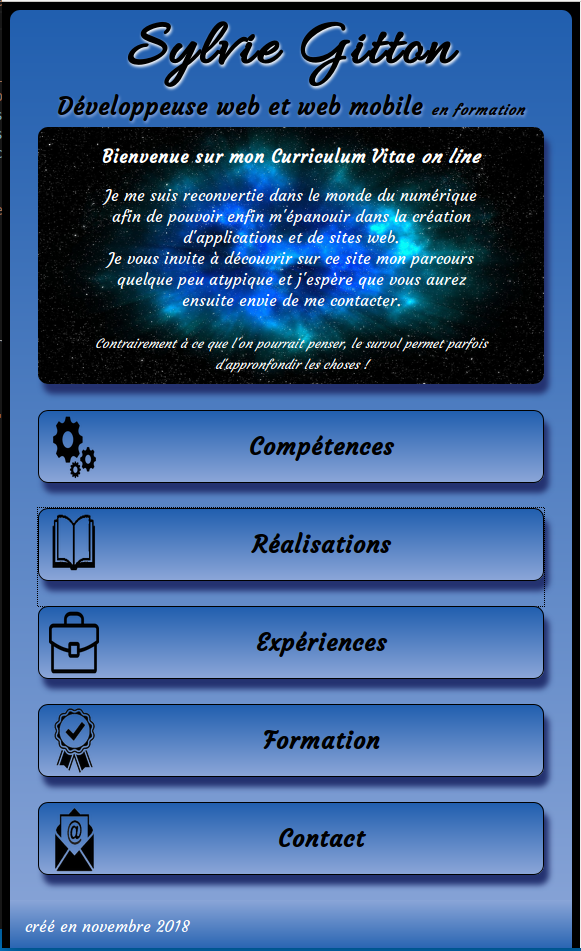 Sylvie Gitton
Développeuse web et web mobile en formation
Bienvenue sur mon Curriculum Vitae on line
Je me suis reconvertie dans le monde du numérique
afin de pouvoir enfin m'épanouir dans la création
d'applications et de sites web.
Je vous invite à découvrir sur ce site mon parcours
quelque peu atypique et j'espère que vous aurez
ensuite envie de me contacter.
Contrairement à ce que l'on pourrait penser, le survol permet parfois
d'appronfondir les choses !
Compétences
Réalisations
Expériences
Formation
@
Contact
créé en novembre 2018